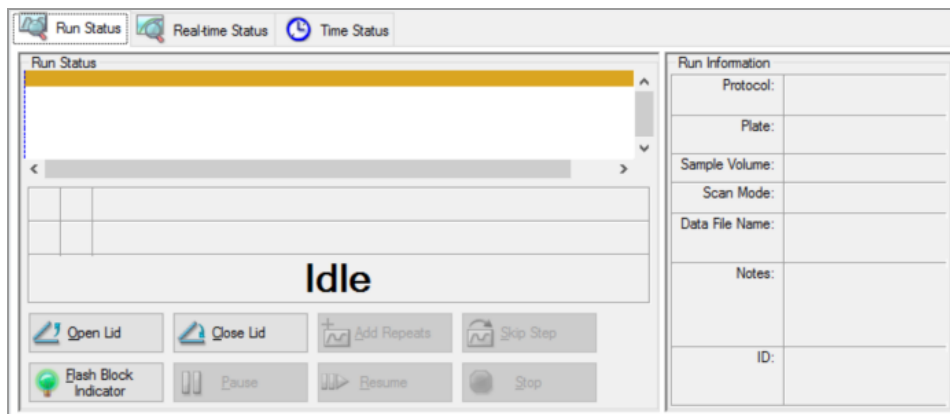 Run Status
Real-time Status
Time Status
Run Status
Idle
Open Lid
Close Lid
Add Repeats
Skip Step
Flash Block
Indicator
Pause
Resume
Stop
Run Information
Protocol:
Plate:
Sample Volume:
Scan Mode:
Data File Name:
Notes:
ID: